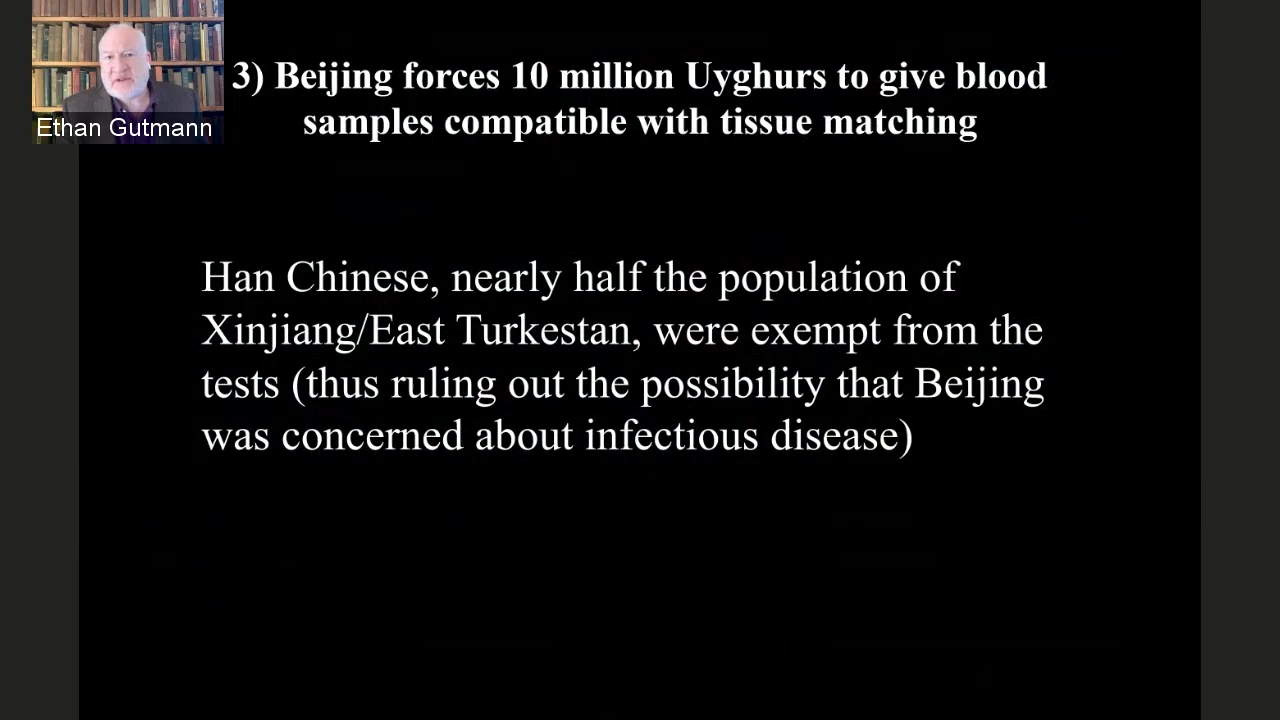 3) Beijing forces 10 million Uyghurs to give blood
samples compatible with tissue matching
Ethan Gutmann
Han Chinese, nearly half the population of
Xinjiang/East Turkestan, were exempt from the
tests (thus ruling out the possibility that Beijing
was concerned about infectious disease)